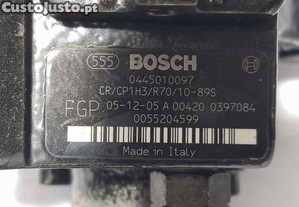 555 BOSCH
0445010097
CR/CP1H3/R70/10-89S
FGP 05-12-05 A 00420 0397084
0055204599
Made in Italy
custojusto.pt